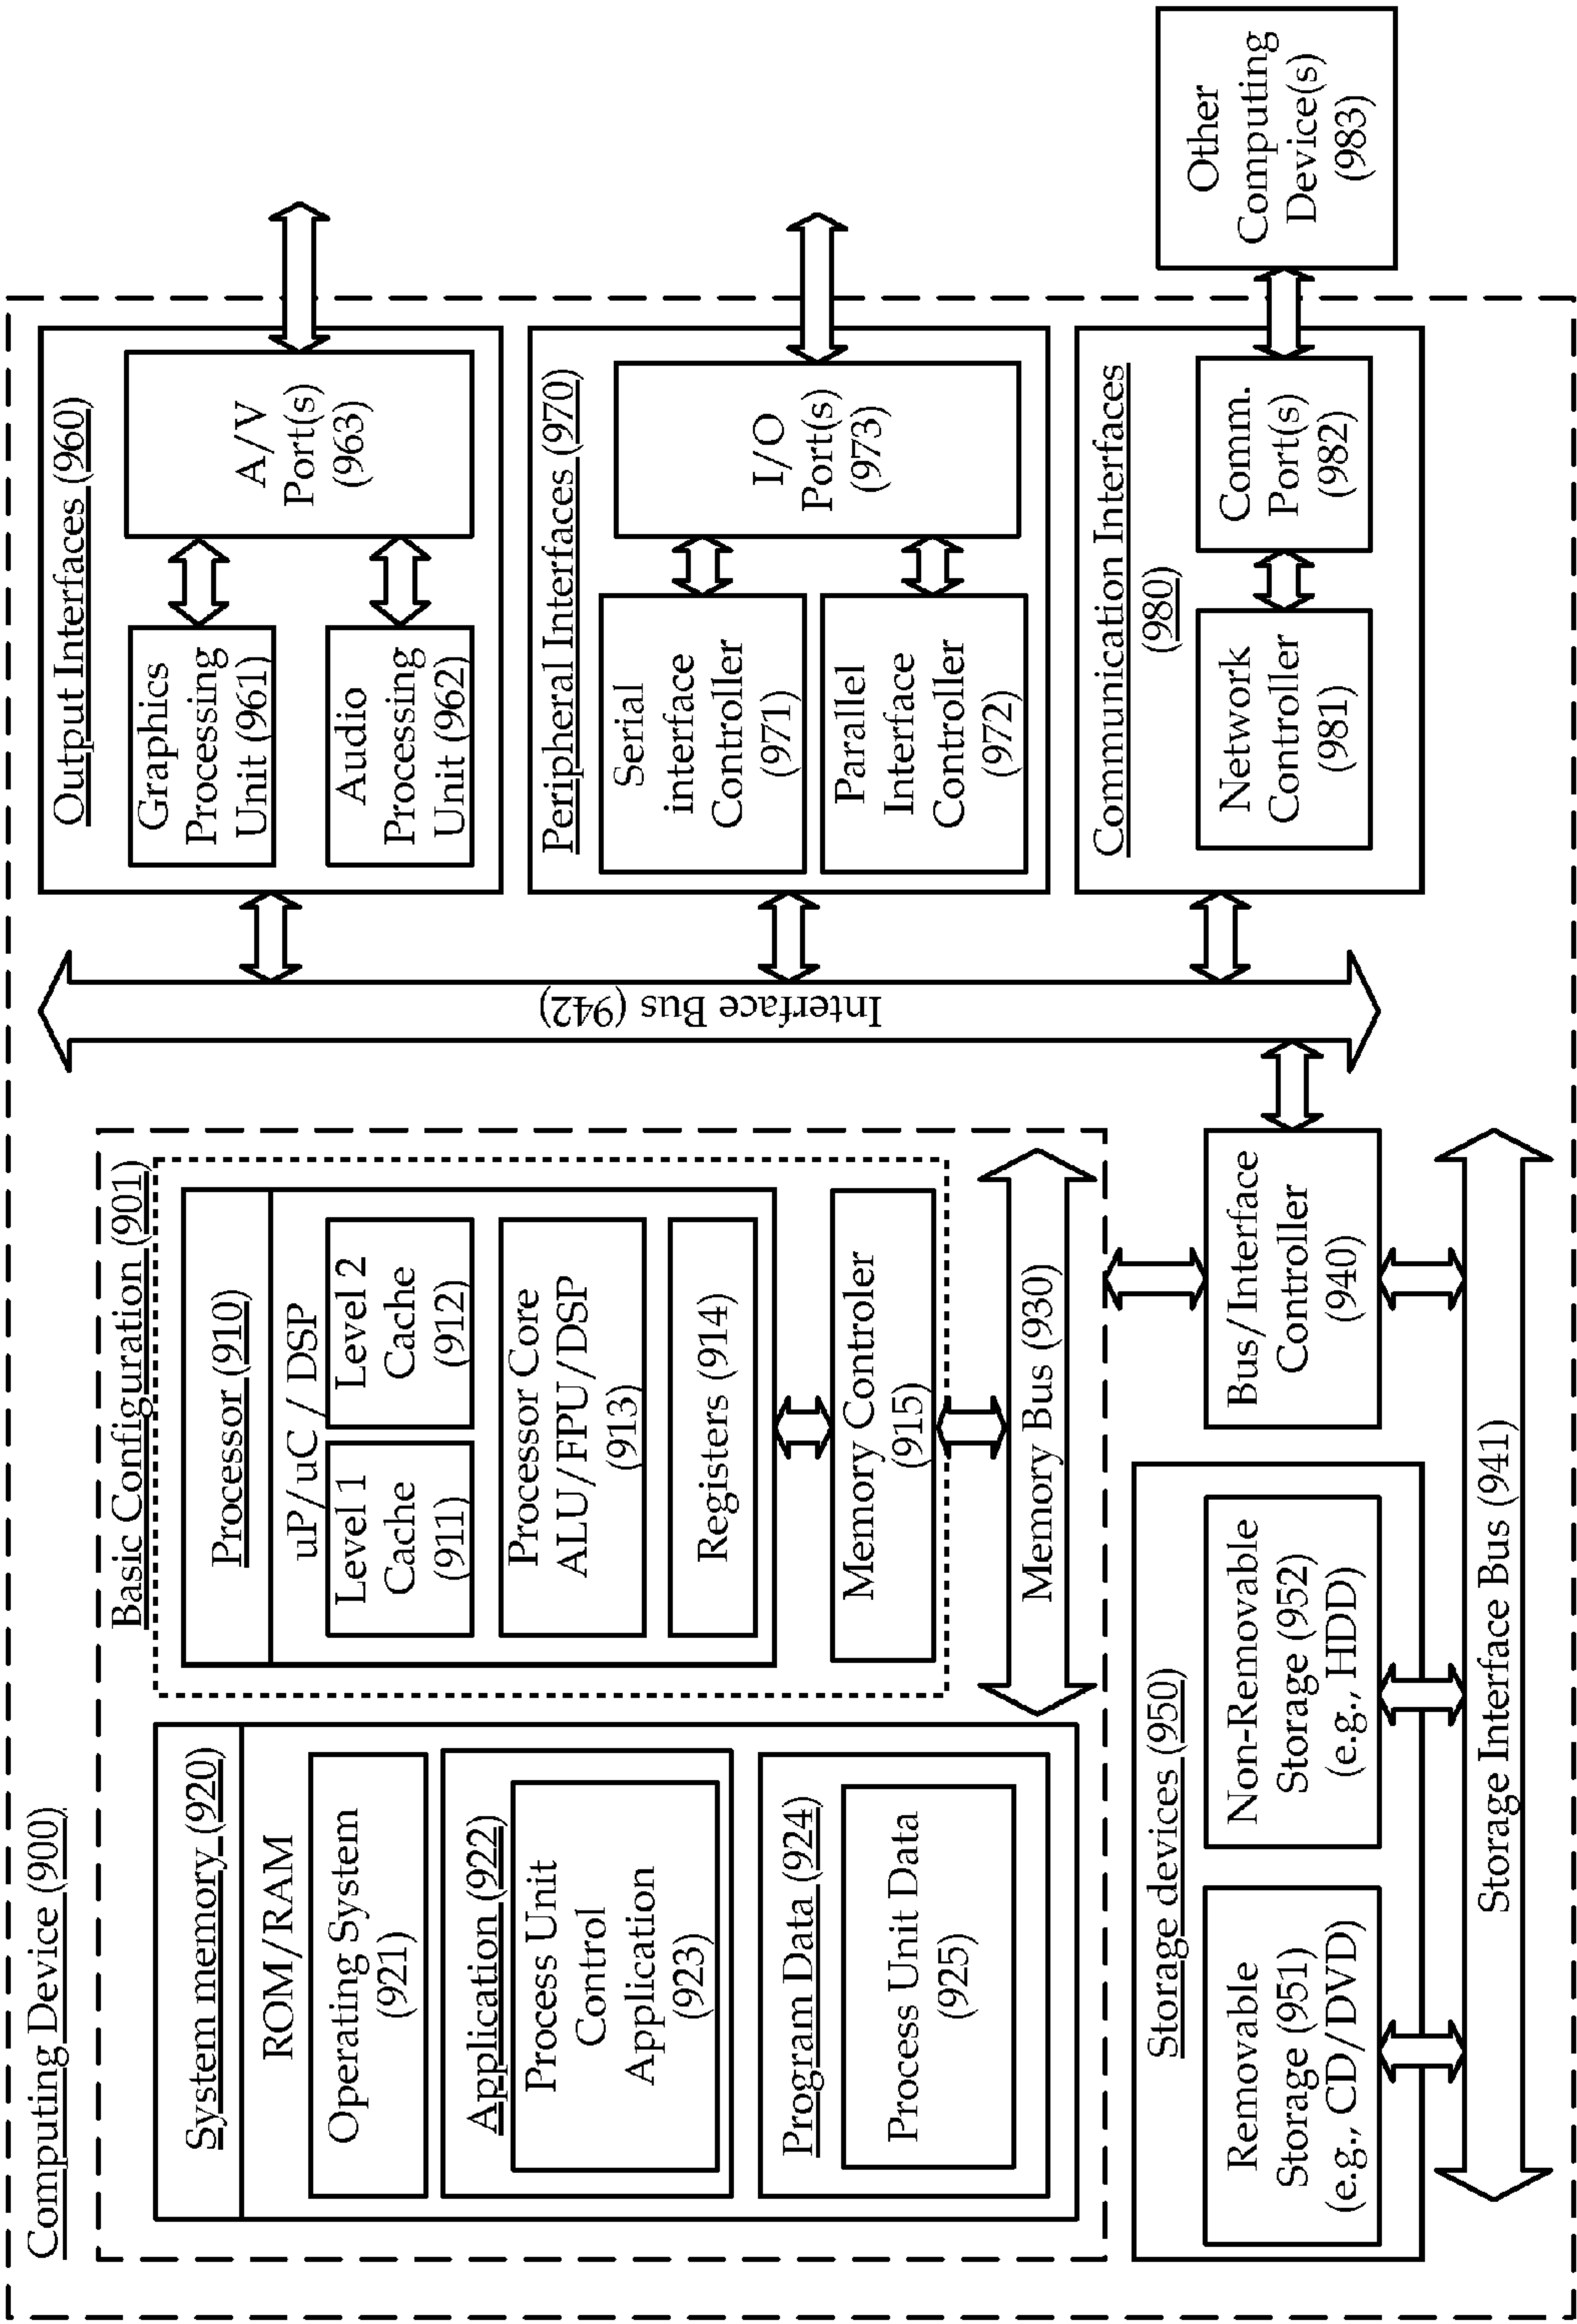 Computing Device (900)
Basic Configuration (901)
System memory (920)
ROM/RAM
Operating System
(921)
Application (922)
Process Unit
Control
Application
(923)
Program Data (924)
Process Unit Data
(925)
Processor (910)
uP/uC / DSP
Level 1
Cache
(911)
Level 2
Cache
(912)
Processor Core
ALU/FPU/DSP
(913)
Registers (914)
Memory Controler
(915)
Memory Bus (930)
Bus/Interface
Controller
(940)
Storage devices (950)
Removable
Storage (951)
(e.g., CD/DVD)
Non-Removable
Storage (952)
(e.g., HDD)
Storage Interface Bus (941)
Interface Bus (942)
Output Interfaces (960)
Graphics
Processing
Unit (961)
Audio
Processing
Unit (962)
A/V
Port(s)
(963)
Peripheral Interfaces (970)
Serial
interface
Controller
(971)
Parallel
Interface
Controller
(972)
I/O
Port(s)
(973)
Communication Interfaces
(980)
Network
Controller
(981)
Comm.
Port(s)
(982)
Other
Computing
Device(s)
(983)